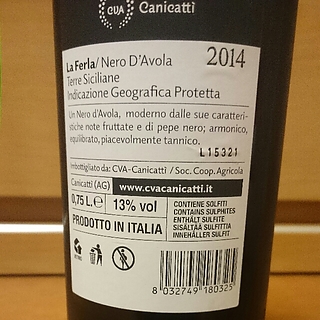 CVA
Canicattì
La Ferla/ Nero D'Avola 2014
Terre Siciliane
Indicazione Geografica Protetta
Un Nero d'Avola, moderno dalle sue caratteri-
stiche note fruttate e di pepe nero; armonico,
equilibrato, piacevolmente tannico.
L15321
Imbottigliato da: CVA-Canicattì / Soc. Coop. Agricola
Canicattì (AG) www.cvacanicatti.it
0,75 L.e 13% vol
PRODOTTO IN ITALIA
CONTIENE SOLFITI
CONTAINS SULPHITES
ENTHÄLT SULFITE
SISÄLTÄÄ SULFIITTIA
INNEHÅLLER SULFIT
8 032749 180325